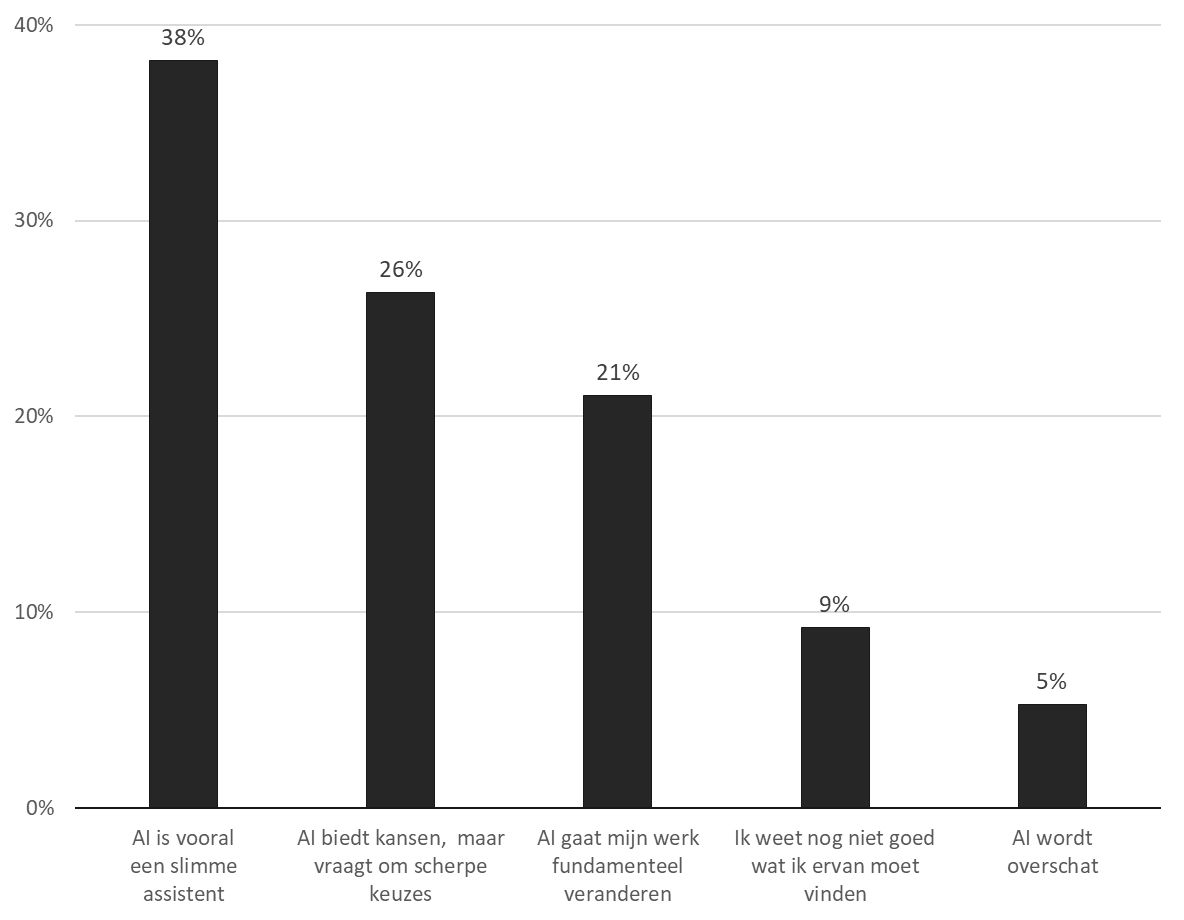 40%
38%
30%
26%
21%
20%
10%
9%
5%
0%
AI is vooral
een slimme
assistent
AI biedt kansen,  maar
vraagt om scherpe
keuzes
AI gaat mijn werk
fundamenteel
veranderen
Ik weet nog niet goed
wat ik ervan moet
vinden
AI wordt
overschat